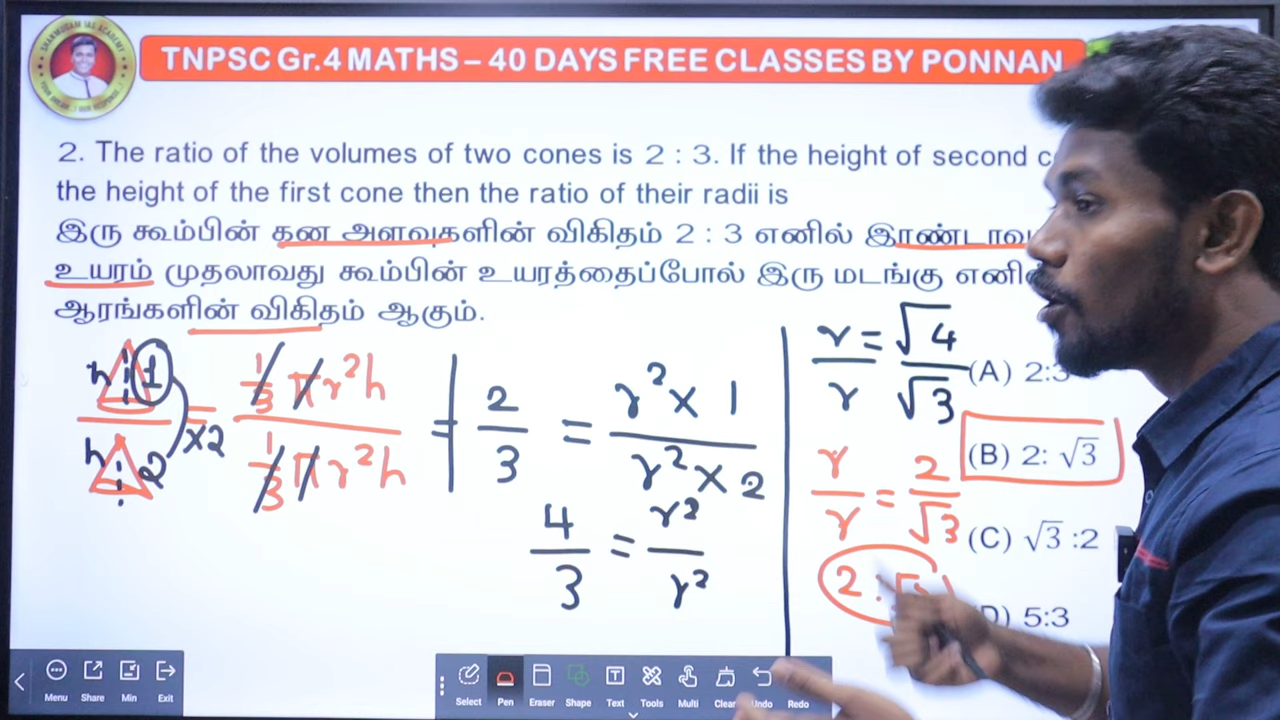 SHANMUGAM IAS ACADEMY
TNPSC Gr.4 MATHS – 40 DAYS FREE CLASSES BY PONNAN
2. The ratio of the volumes of two cones is 2 : 3. If the height of second
the height of the first cone then the ratio of their radii is
இரு கூம்பின் கன அளவுகளின் விகிதம் 2 : 3 எனில்
உயரம் முதலாவது கூம்பின் உயரத்தைப்போல் இரு மடங்கு
ஆரங்களின் விகிதம் ஆகும்.
h 1
h 2
×2
=
1/3 πr²h
1/3 πr²h
=
2/3 = r² × 1 / r² × 2
4/3 = r²/r²
r/r = √4/√3
r/r = 2/√3
2 :
(A) 2:3
(B) 2: √3
(C) √3 :2
(D) 5:3
Menu Share Min Exit
Select Pen Eraser Shape Text Tools Multi Clear Undo Redo